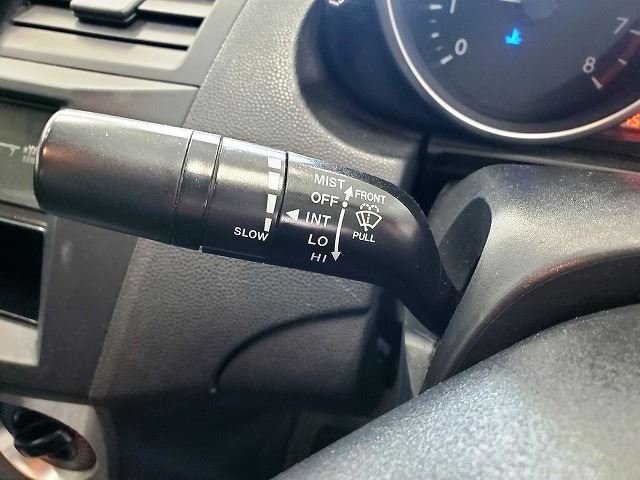 MIST
OFF
INT
LO
HI
FRONT
PULL
SLOW
0
7
8